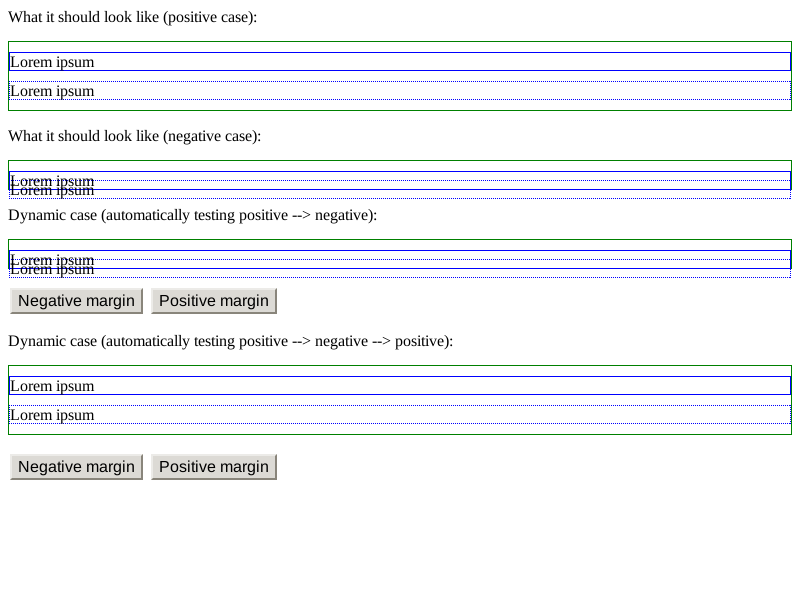 What it should look like (positive case):
Lorem ipsum
Lorem ipsum
What it should look like (negative case):
Lorem ipsum
Lorem ipsum
Dynamic case (automatically testing positive --> negative):
Lorem ipsum
Lorem ipsum
Negative margin Positive margin
Dynamic case (automatically testing positive --> negative --> positive):
Lorem ipsum
Lorem ipsum
Negative margin Positive margin